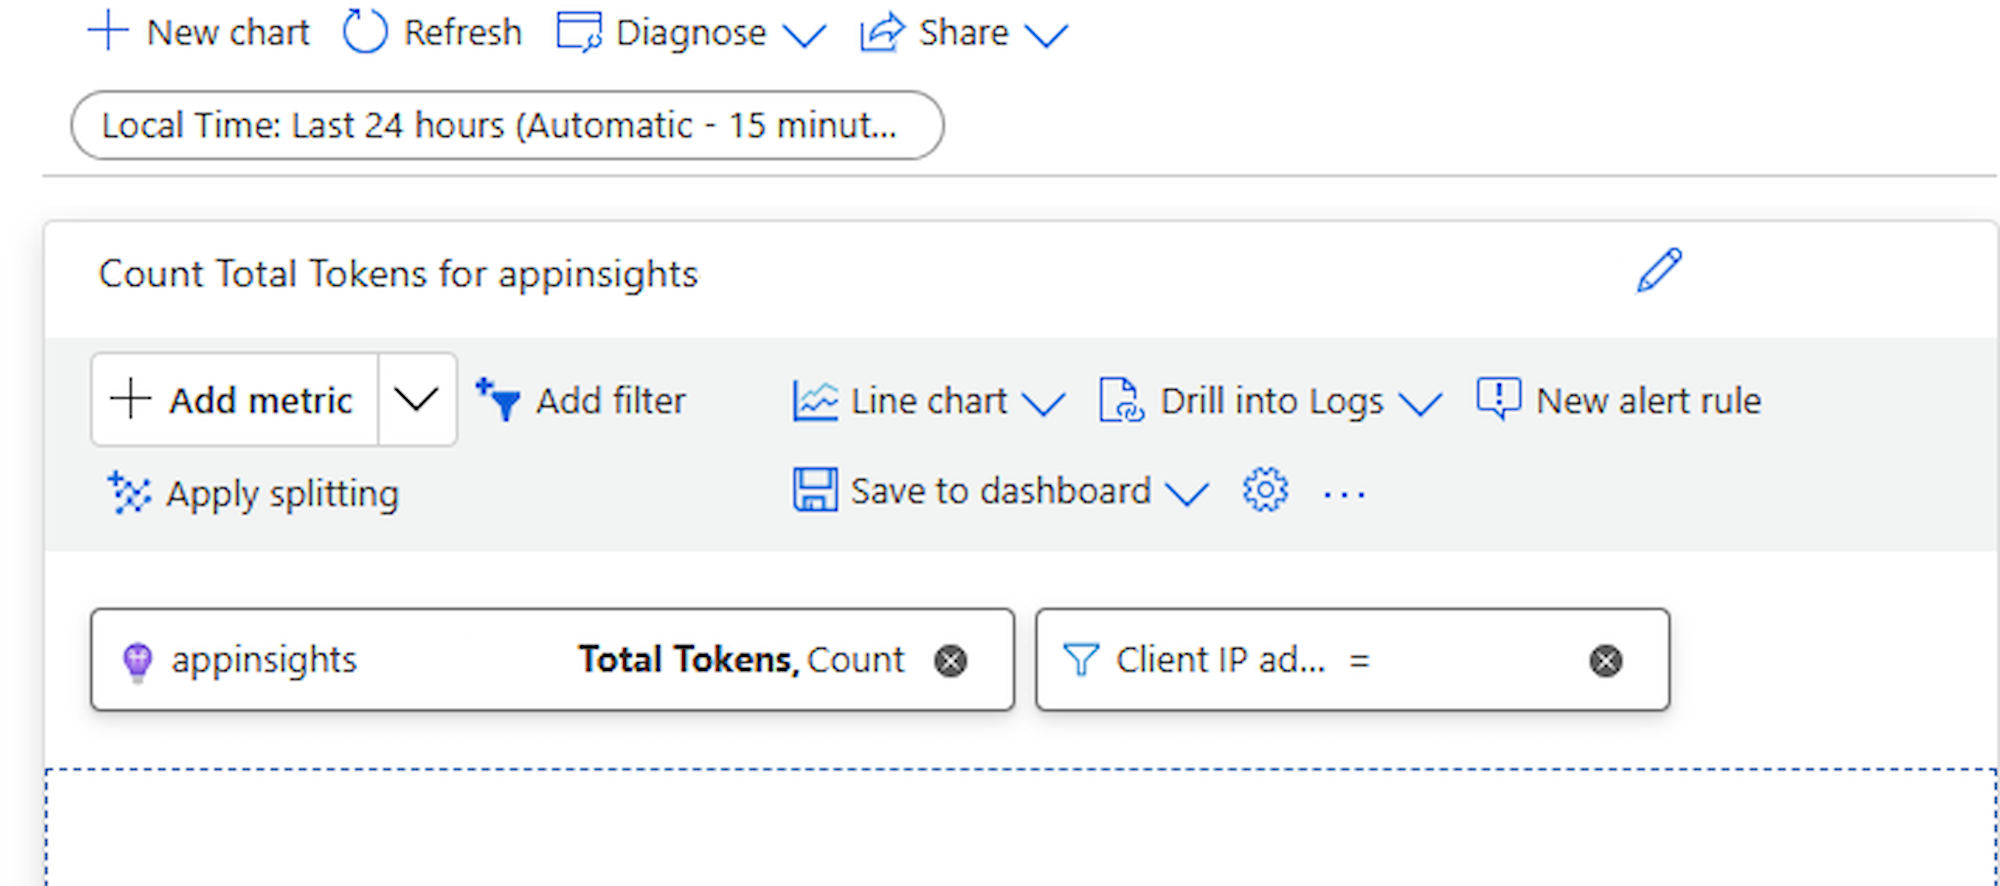 New chart Refresh Diagnose Share
Local Time: Last 24 hours (Automatic - 15 minut...
Count Total Tokens for appinsights
Add metric Add filter Line chart Drill into Logs New alert rule
Apply splitting Save to dashboard ...
appinsights Total Tokens, Count Client IP ad... =